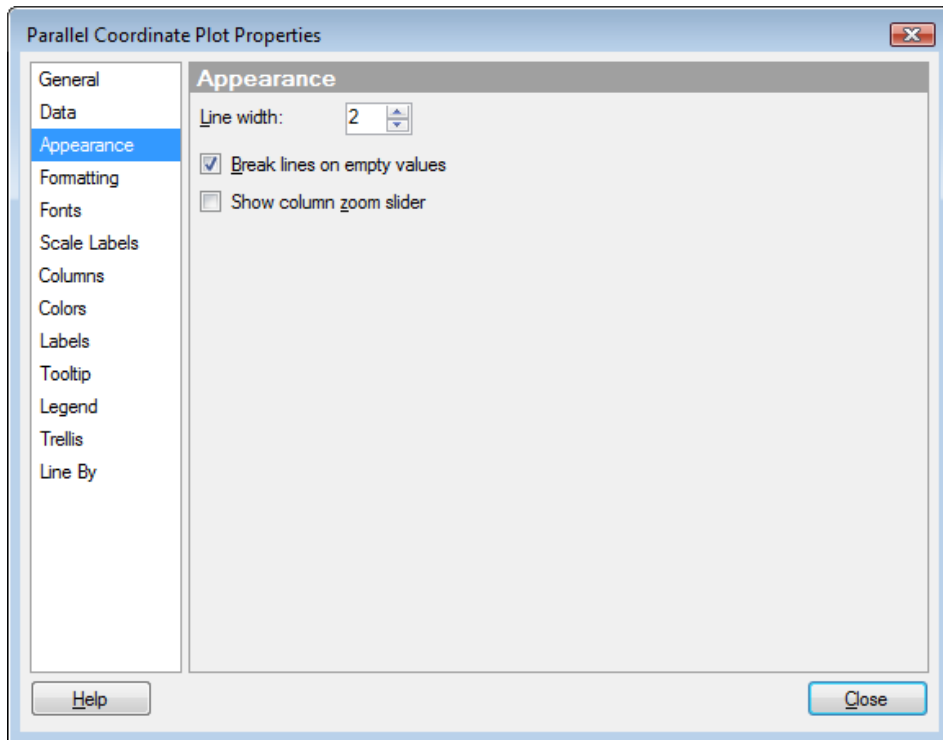 Parallel Coordinate Plot Properties
General
Data
Appearance
Formatting
Fonts
Scale Labels
Columns
Colors
Labels
Tooltip
Legend
Trellis
Line By
Appearance
Line width: 2
Break lines on empty values
Show column zoom slider
Help
Close